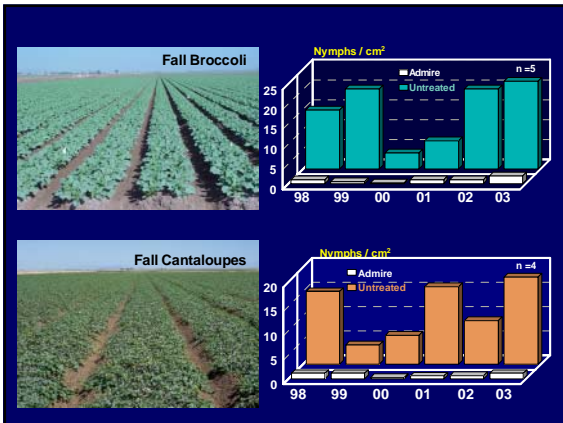 Fall Broccoli
Nymphs / cm²
Admire
Untreated
n =5
25
20
15
10
5
0
98 99 00 01 02 03
Fall Cantaloupes
Nymphs / cm²
Admire
Untreated
n =4
20
15
10
5
0
98 99 00 01 02 03